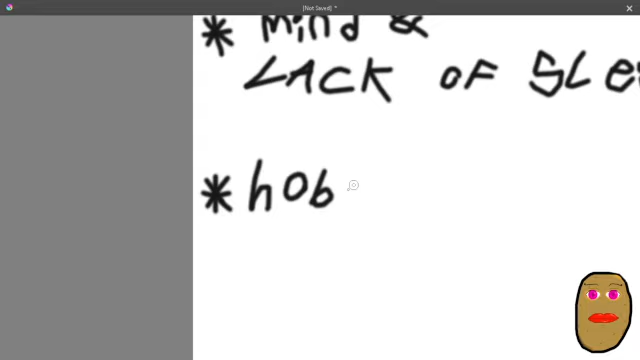 [Not Saved] *
* mind &
LACK OF SLE
* hob